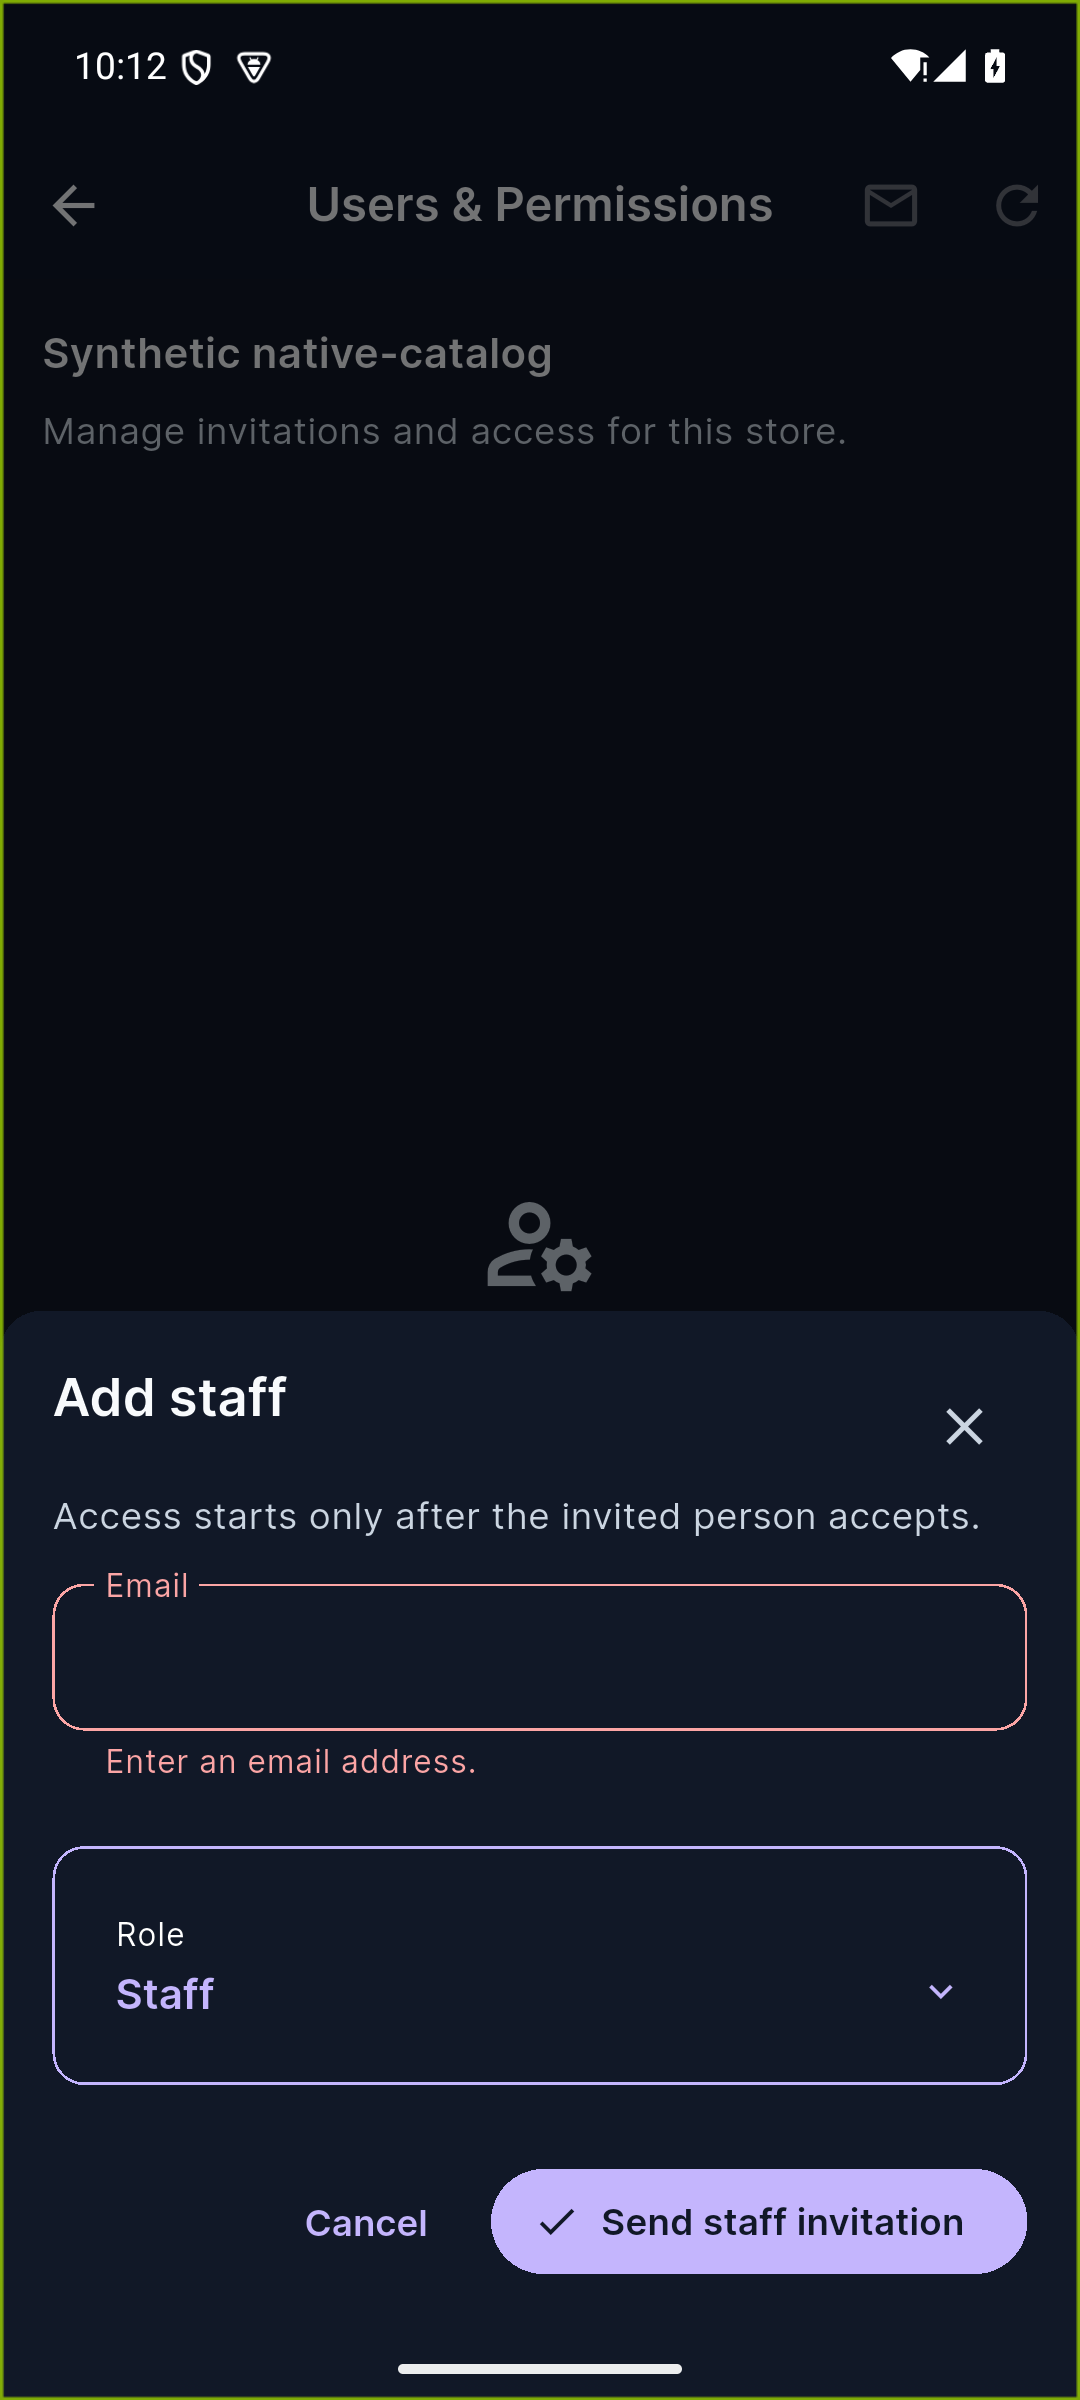 10:12
Users & Permissions
Synthetic native-catalog
Manage invitations and access for this store.
Add staff
Access starts only after the invited person accepts.
Email
Enter an email address.
Role
Staff
Cancel
Send staff invitation